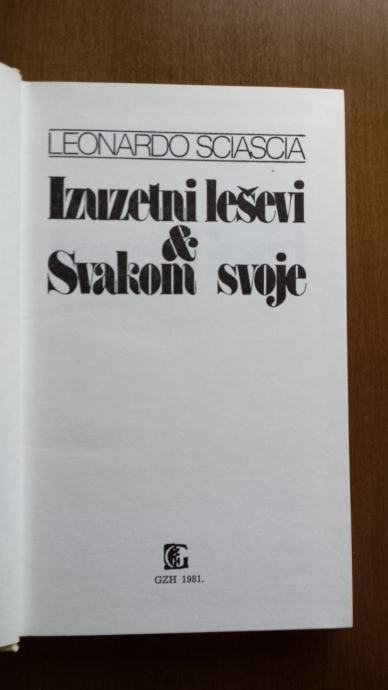 LEONARDO SCIASCIA
Izuzetni leševi
&
Svakom svoje
GZH 1981.